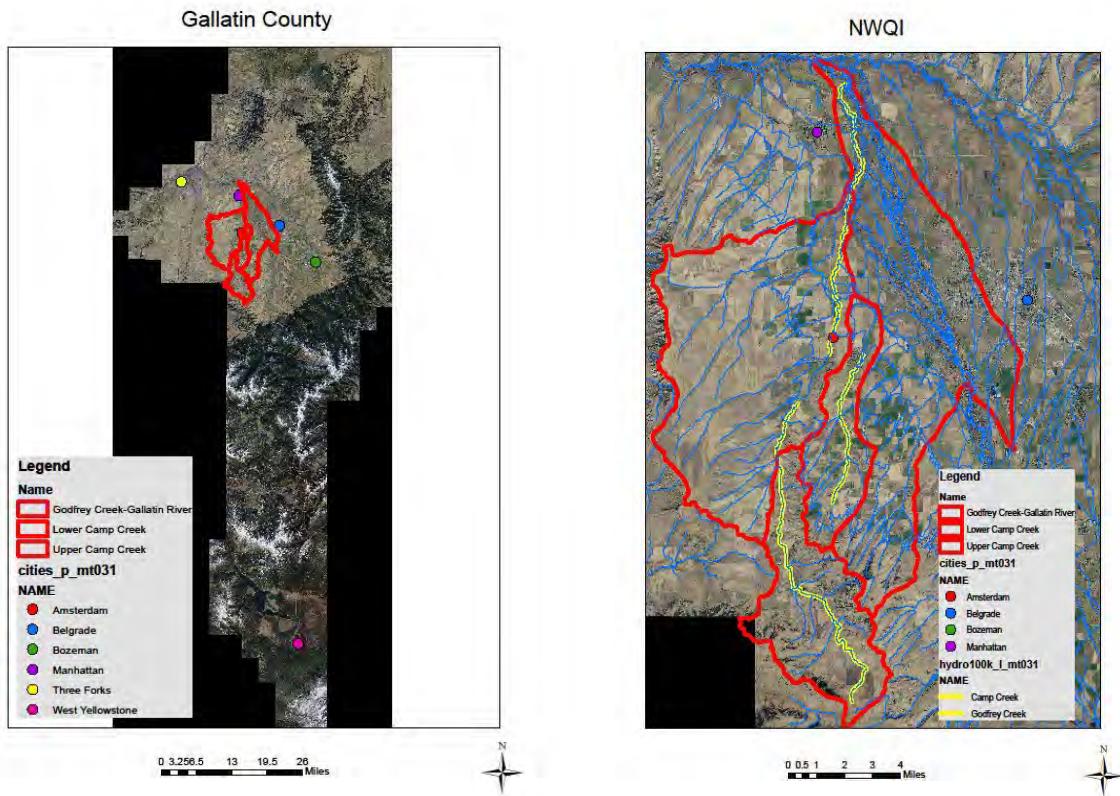 Gallatin County
Legend
Name
Godfrey Creek-Gallatin River
Lower Camp Creek
Upper Camp Creek
cities_p_mt031
NAME
Amsterdam
Belgrade
Bozeman
Manhattan
Three Forks
West Yellowstone
0 3.25 6.5 13 19.5 26
Miles
N
NWQI
Legend
Name
Godfrey Creek-Gallatin River
Lower Camp Creek
Upper Camp Creek
cities_p_mt031
NAME
Amsterdam
Belgrade
Bozeman
Manhattan
hydro100k_l_mt031
NAME
Camp Creek
Godfrey Creek
0 0.5 1 2 3 4
Miles
N